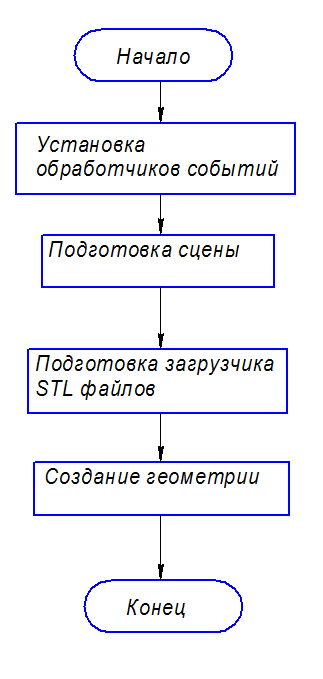 Начало
Установка
обработчиков событий
Подготовка сцены
Подготовка загрузчика
STL файлов
Создание геометрии
Конец